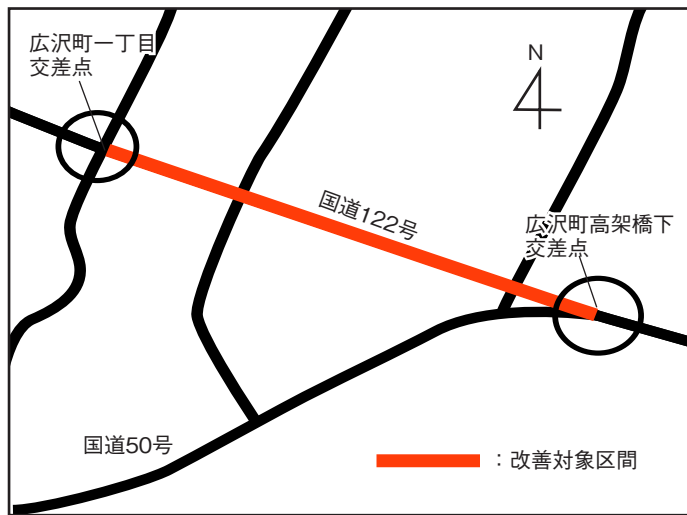 広沢町一丁目
交差点
N
国道122号
広沢町高架橋下
交差点
国道50号
：改善対象区間